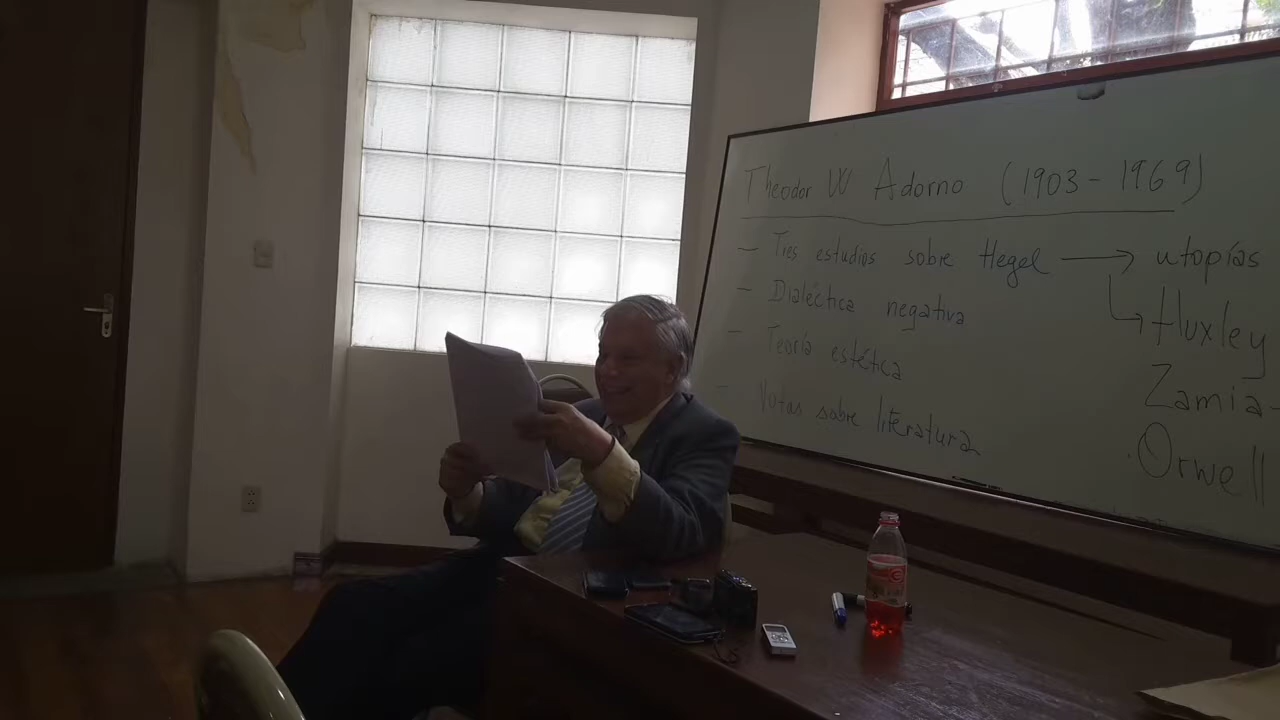 Theodor W Adorno (1903 - 1969)
- Tres estudios sobre Hegel → utopías
- Dialéctica negativa
↳ Huxley
- Teoría estética
Zamia-
- Notas sobre literatura
Orwell